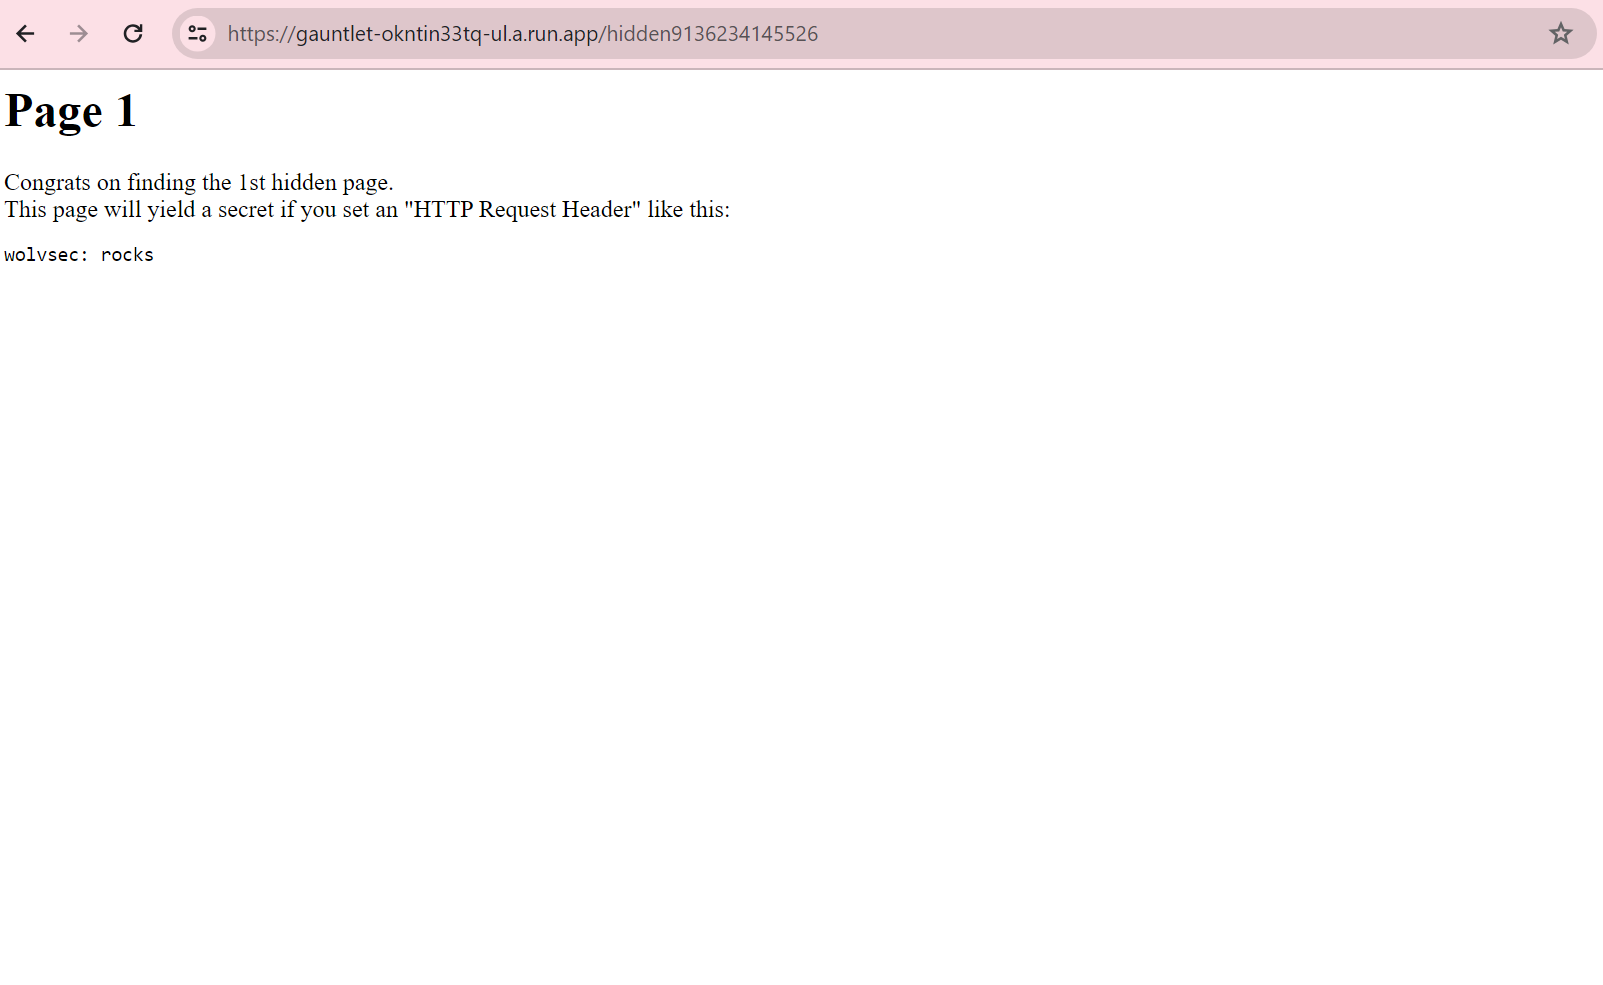 https://gauntlet-okntin33tq-ul.a.run.app/hidden9136234145526
Page 1
Congrats on finding the 1st hidden page.
This page will yield a secret if you set an "HTTP Request Header" like this:
wolvsec: rocks